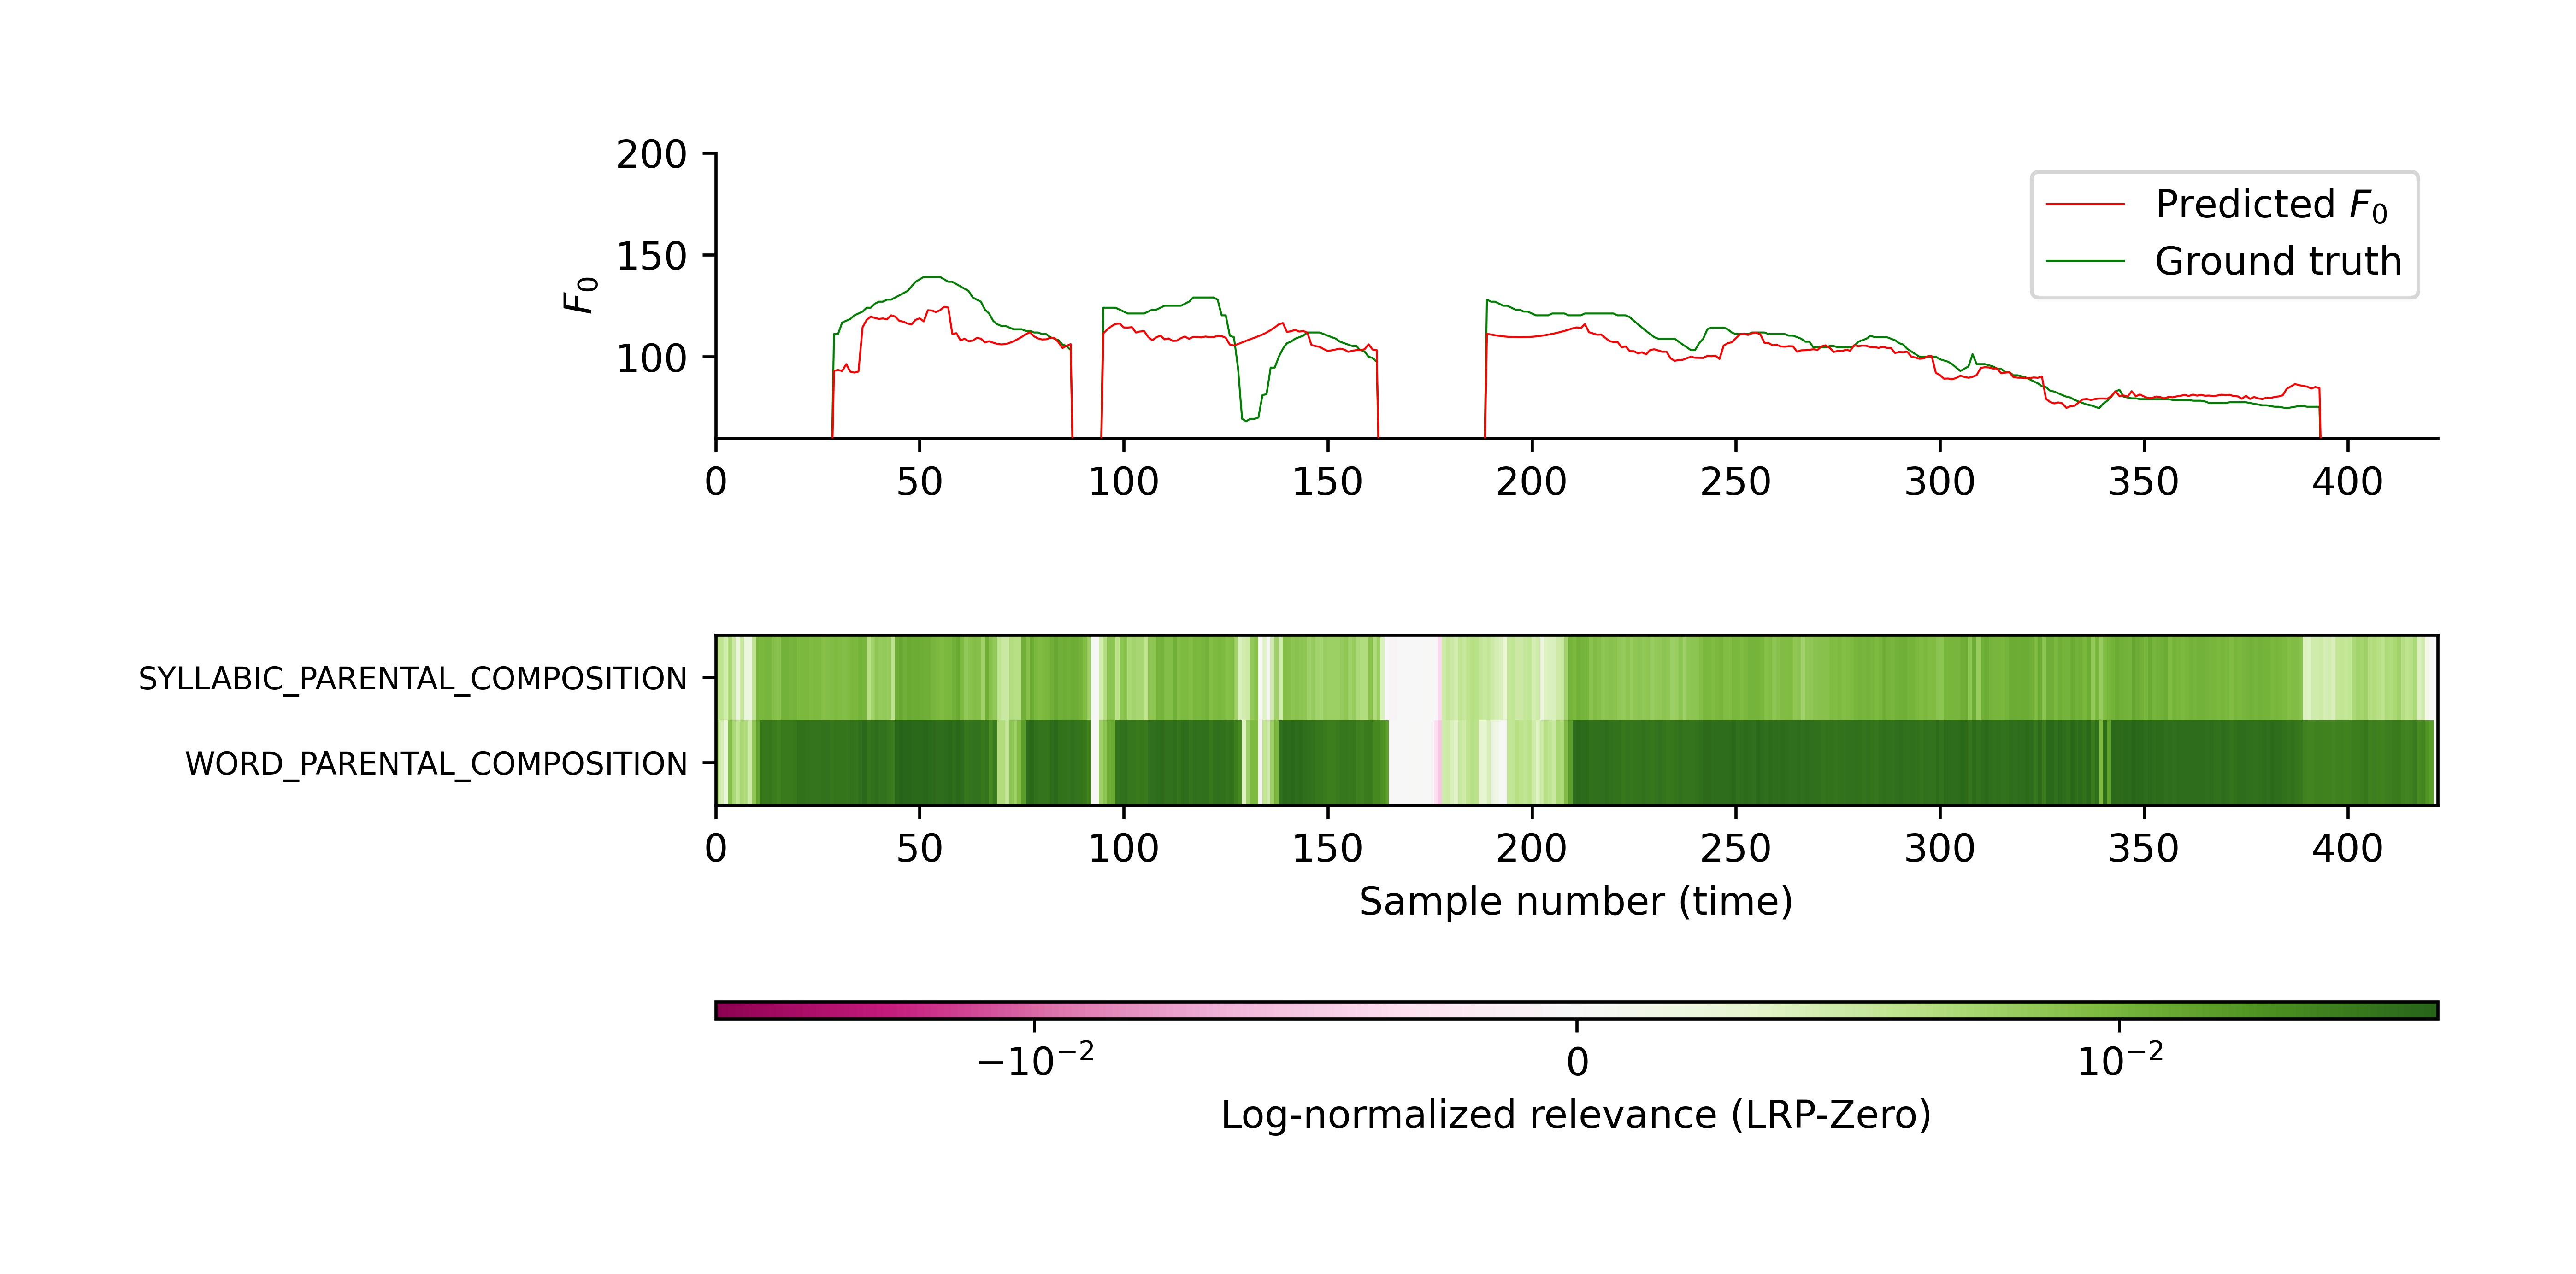 200
150
100
F₀
Predicted F₀
Ground truth
0 50 100 150 200 250 300 350 400
SYLLABIC_PARENTAL_COMPOSITION
WORD_PARENTAL_COMPOSITION
0 50 100 150 200 250 300 350 400
Sample number (time)
−10⁻² 0 10⁻²
Log-normalized relevance (LRP-Zero)